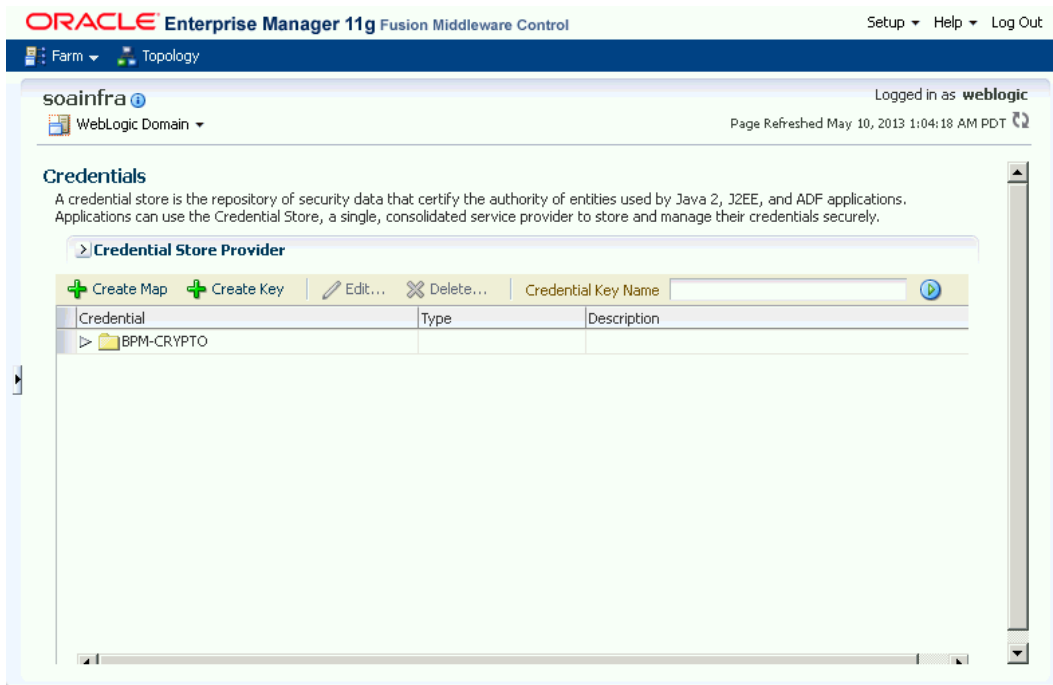 ORACLE Enterprise Manager 11g Fusion Middleware Control
Setup Help Log Out
Farm Topology
soainfra
Logged in as weblogic
WebLogic Domain
Page Refreshed May 10, 2013 1:04:18 AM PDT
Credentials
A credential store is the repository of security data that certify the authority of entities used by Java 2, J2EE, and ADF applications.
Applications can use the Credential Store, a single, consolidated service provider to store and manage their credentials securely.
Credential Store Provider
Create Map Create Key Edit... Delete... Credential Key Name
Credential Type Description
BPM-CRYPTO